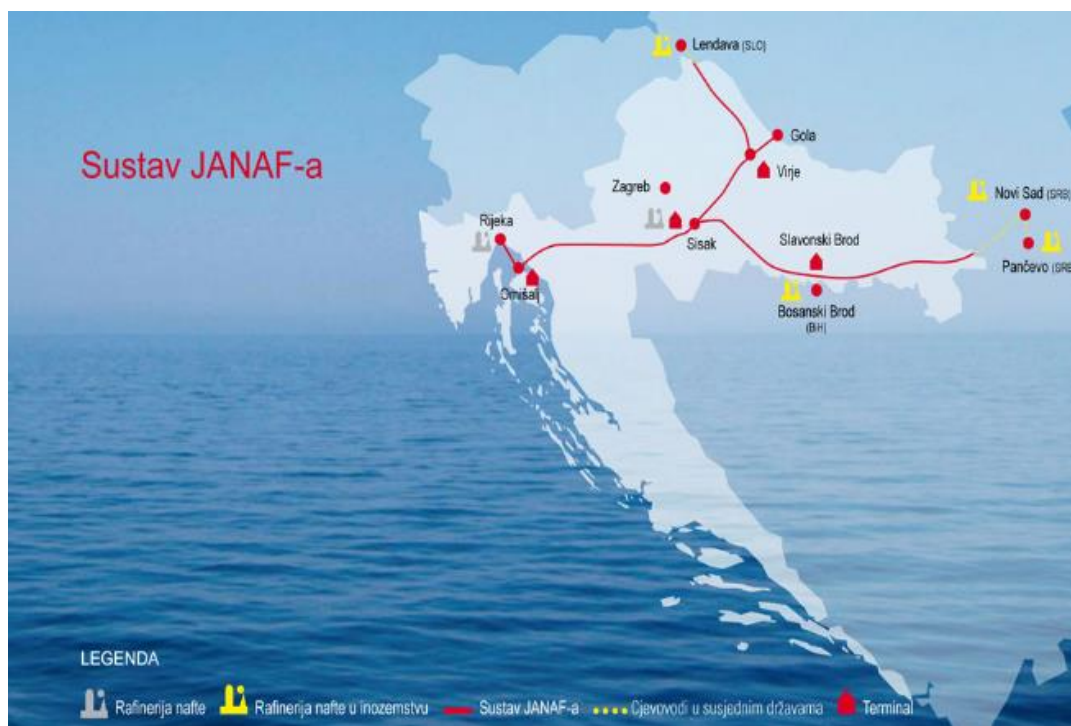 Lendava (SLO)
Gola
Sustav JANAF-a
Virje
Zagreb
Novi Sad (SRB)
Rijeka
Sisak
Slavonski Brod
Pančevo (SRB
Omišalj
Bosanski Brod
(BiH)
LEGENDA
Rafinerija nafte
Rafinerija nafte u inozemstvu
Sustav JANAF-a
Cjevovodi u susjednim državama
Terminal